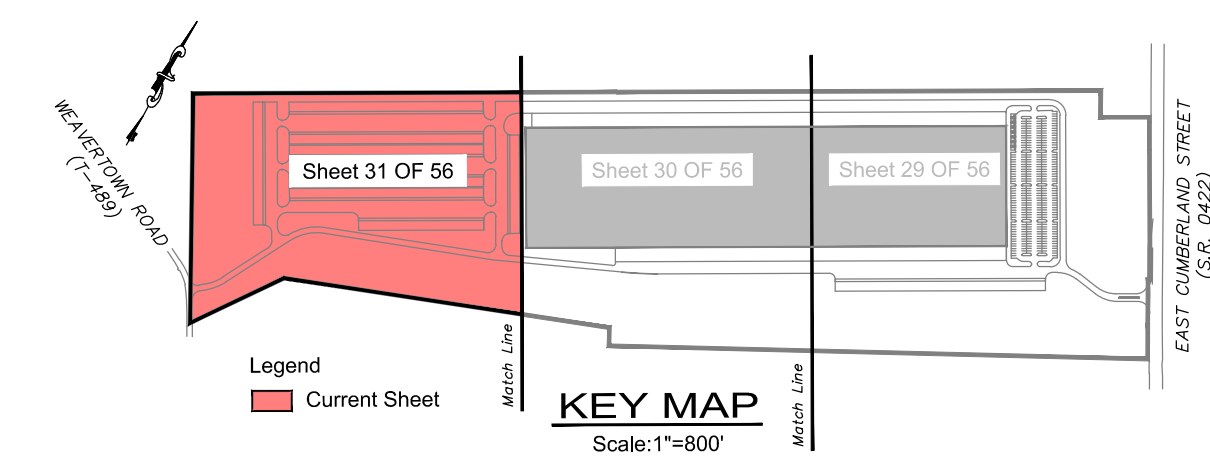 WEAVERTOWN ROAD
(T-489)
Sheet 31 OF 56
Sheet 30 OF 56
Sheet 29 OF 56
EAST CUMBERLAND STREET
(S.R. 0422)
Legend
Current Sheet
Match Line
Match Line
KEY MAP
Scale:1"=800'